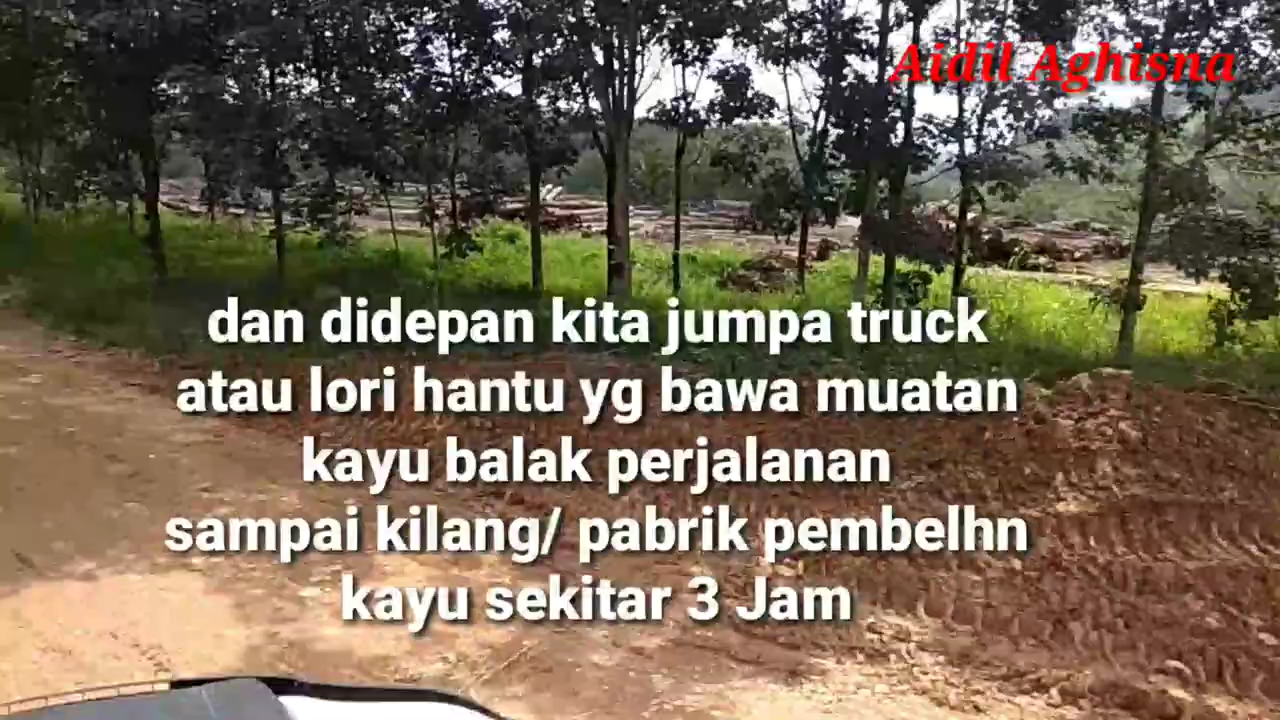 Aidil Aghisna
dan didepan kita jumpa truck
atau lori hantu yg bawa muatan
kayu balak perjalanan
sampai kilang/ pabrik pembelhn
kayu sekitar 3 Jam